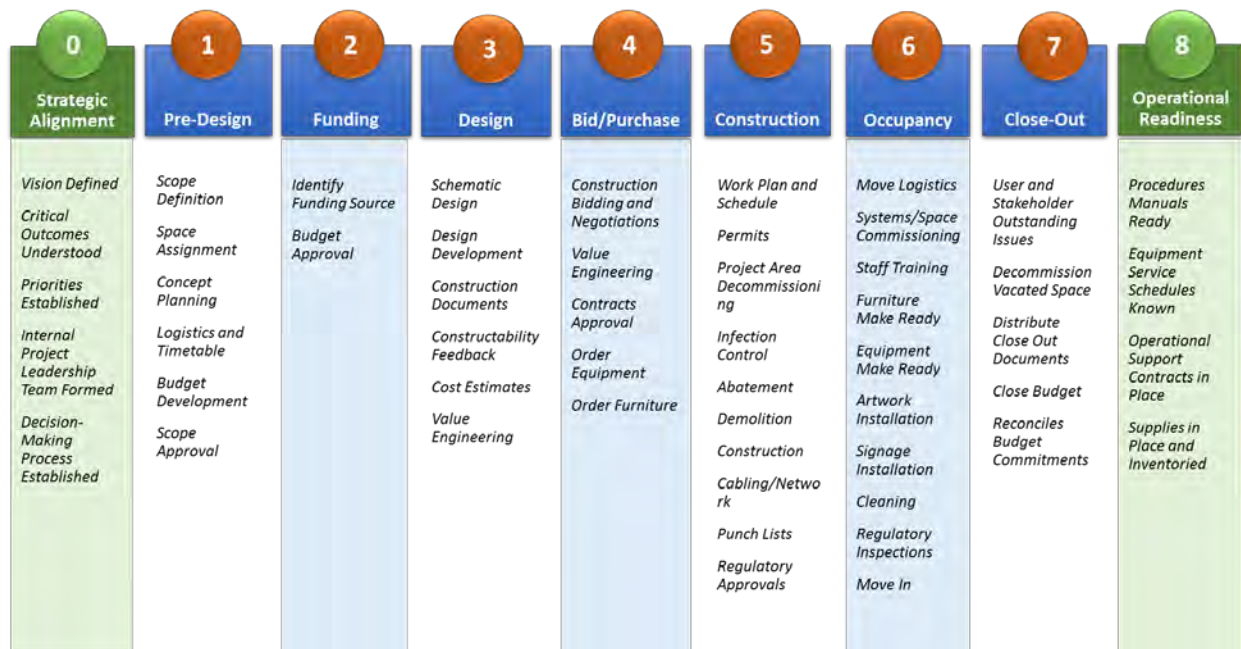 0
Strategic
Alignment
Vision Defined
Critical
Outcomes
Understood
Priorities
Established
Internal
Project
Leadership
Team Formed
Decision-
Making
Process
Established
1
Pre-Design
Scope
Definition
Space
Assignment
Concept
Planning
Logistics and
Timetable
Budget
Development
Scope
Approval
2
Funding
Identify
Funding Source
Budget
Approval
3
Design
Schematic
Design
Design
Development
Construction
Documents
Constructability
Feedback
Cost Estimates
Value
Engineering
4
Bid/Purchase
Construction
Bidding and
Negotiations
Value
Engineering
Contracts
Approval
Order
Equipment
Order Furniture
5
Construction
Work Plan and
Schedule
Permits
Project Area
Decommissioni
ng
Infection
Control
Abatement
Demolition
Construction
Cabling/Netwo
rk
Punch Lists
Regulatory
Approvals
6
Occupancy
Move Logistics
Systems/Space
Commissioning
Staff Training
Furniture
Make Ready
Equipment
Make Ready
Artwork
Installation
Signage
Installation
Cleaning
Regulatory
Inspections
Move In
7
Close-Out
User and
Stakeholder
Outstanding
Issues
Decommission
Vacated Space
Distribute
Close Out
Documents
Close Budget
Reconciles
Budget
Commitments
8
Operational
Readiness
Procedures
Manuals
Ready
Equipment
Service
Schedules
Known
Operational
Support
Contracts in
Place
Supplies in
Place and
Inventoried